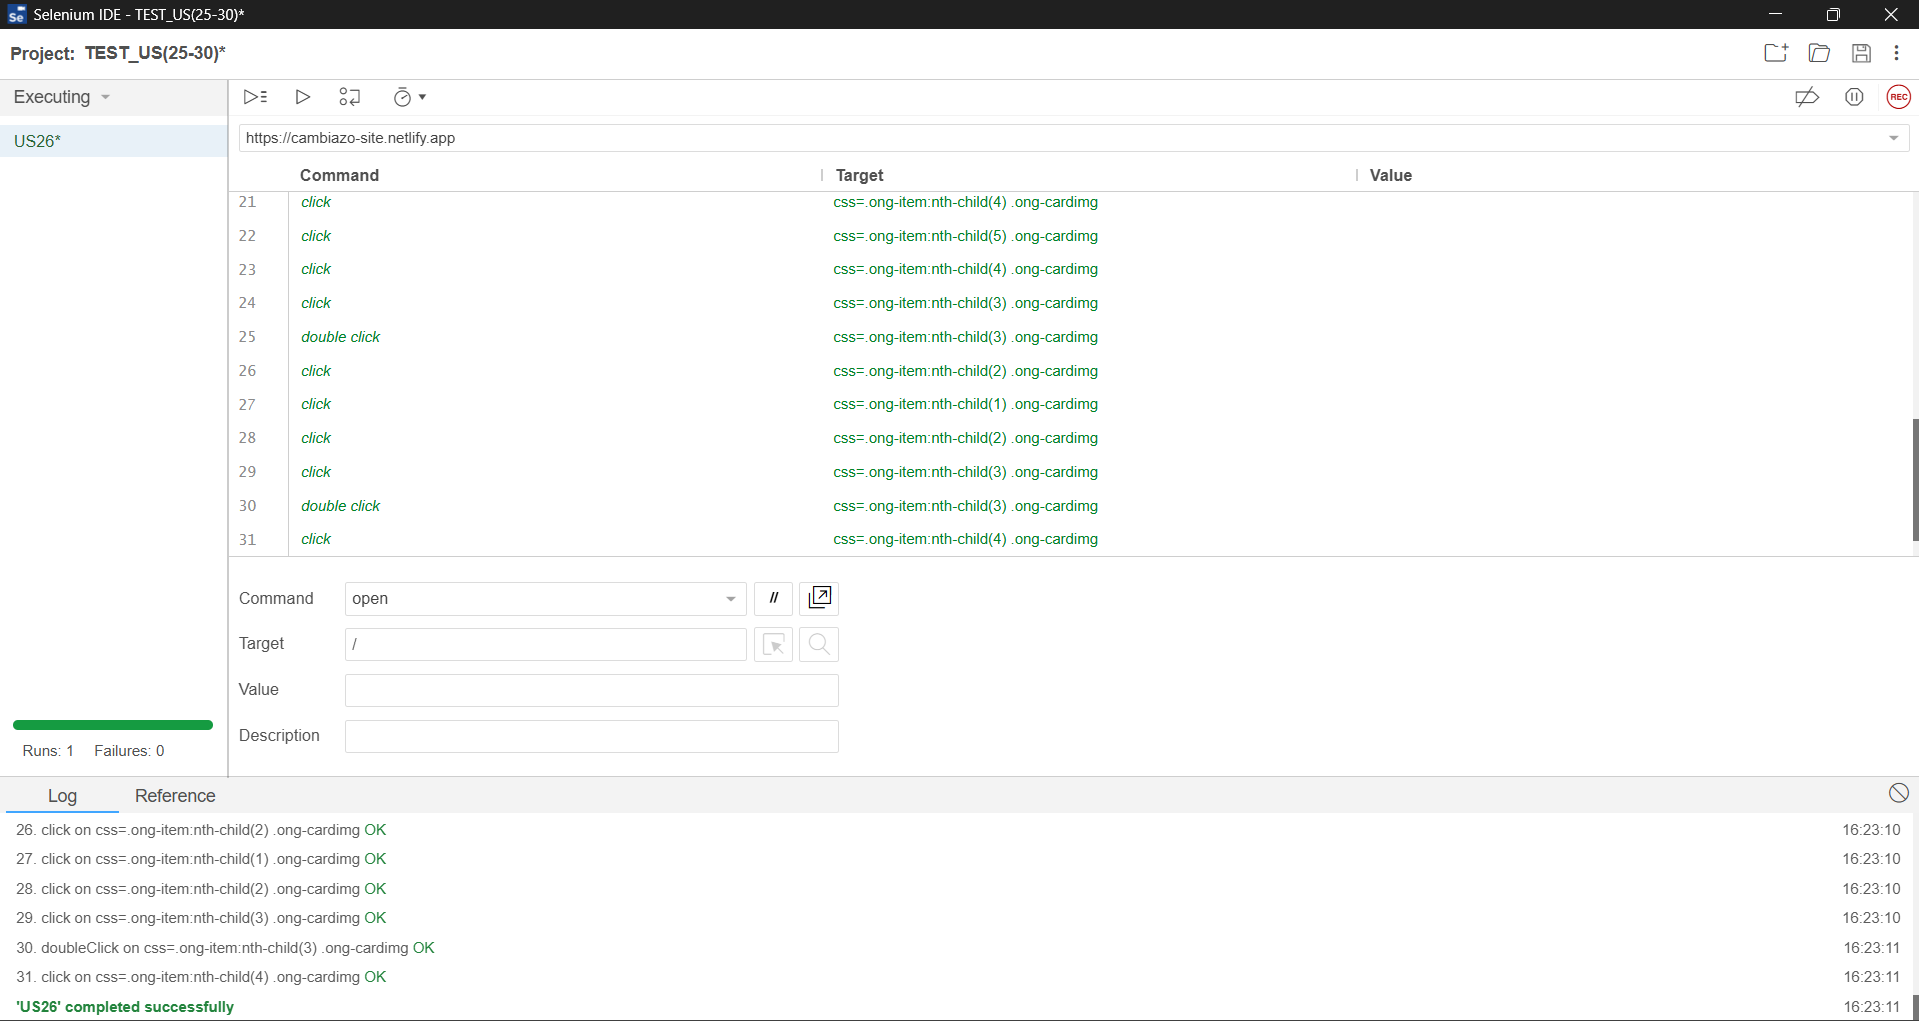 Selenium IDE - TEST_US(25-30)*
Project: TEST_US(25-30)*
Executing
US26*
REC
https://cambiazo-site.netlify.app
Command Target Value
21 click css=.ong-item:nth-child(4) .ong-cardimg
22 click css=.ong-item:nth-child(5) .ong-cardimg
23 click css=.ong-item:nth-child(4) .ong-cardimg
24 click css=.ong-item:nth-child(3) .ong-cardimg
25 double click css=.ong-item:nth-child(3) .ong-cardimg
26 click css=.ong-item:nth-child(2) .ong-cardimg
27 click css=.ong-item:nth-child(1) .ong-cardimg
28 click css=.ong-item:nth-child(2) .ong-cardimg
29 click css=.ong-item:nth-child(3) .ong-cardimg
30 double click css=.ong-item:nth-child(3) .ong-cardimg
31 click css=.ong-item:nth-child(4) .ong-cardimg
Command open //
Target /
Value
Description
Runs: 1 Failures: 0
Log Reference
26. click on css=.ong-item:nth-child(2) .ong-cardimg OK 16:23:10
27. click on css=.ong-item:nth-child(1) .ong-cardimg OK 16:23:10
28. click on css=.ong-item:nth-child(2) .ong-cardimg OK 16:23:10
29. click on css=.ong-item:nth-child(3) .ong-cardimg OK 16:23:10
30. doubleClick on css=.ong-item:nth-child(3) .ong-cardimg OK 16:23:11
31. click on css=.ong-item:nth-child(4) .ong-cardimg OK 16:23:11
'US26' completed successfully 16:23:11